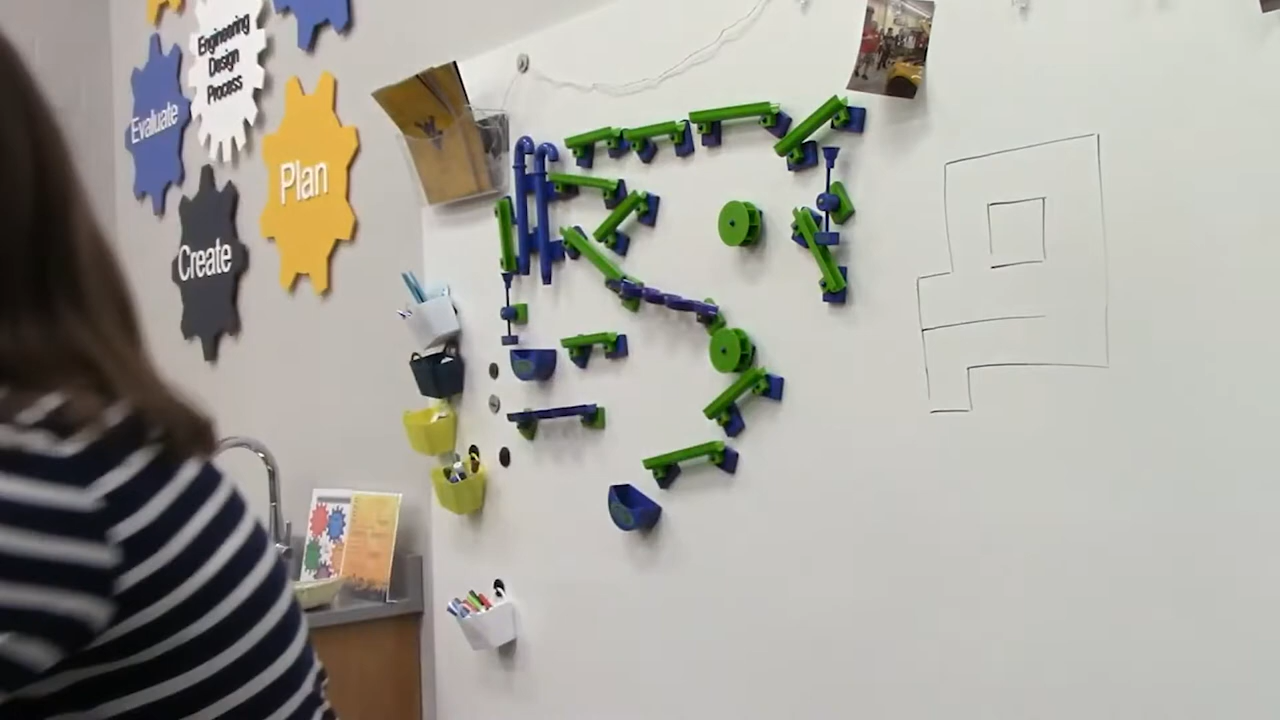 Engineering
Design
Process
Evaluate
Plan
Create